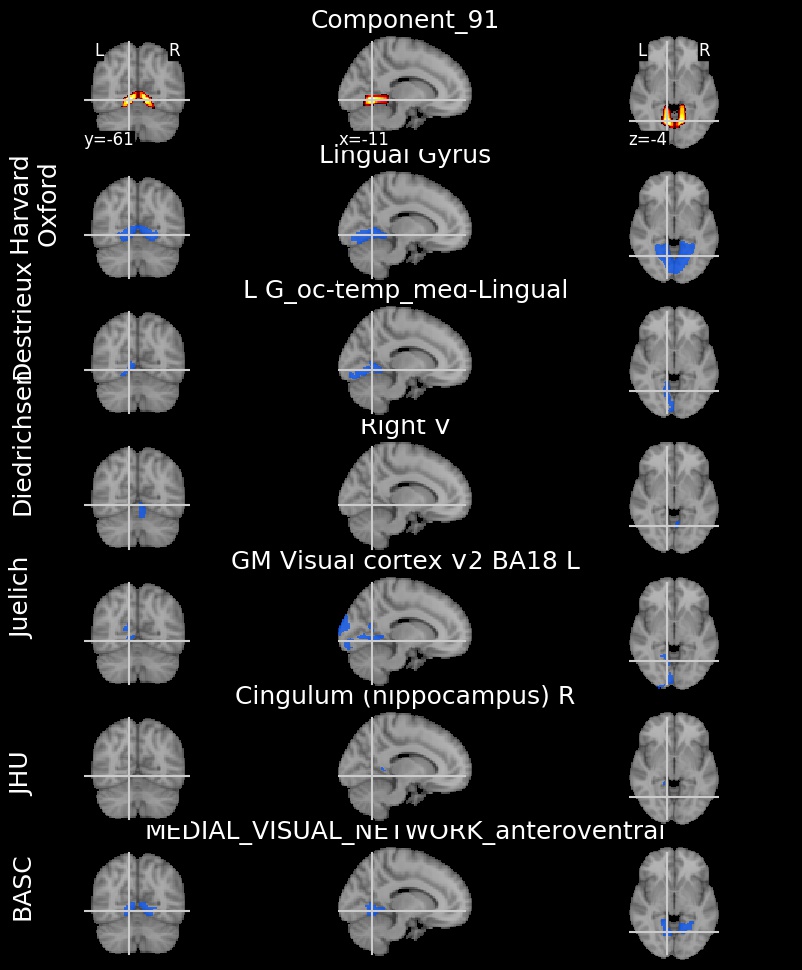 Component_91
L R
L R
y=-61
x=-11
z=-4
Harvard
Oxford
Lingual Gyrus
Destrieux
L G_oc-temp_med-Lingual
Diedrichsen
Right V
Juelich
GM Visual cortex V2 BA18 L
JHU
Cingulum (hippocampus) R
BASC
MEDIAL_VISUAL_NETWORK_anteroventral